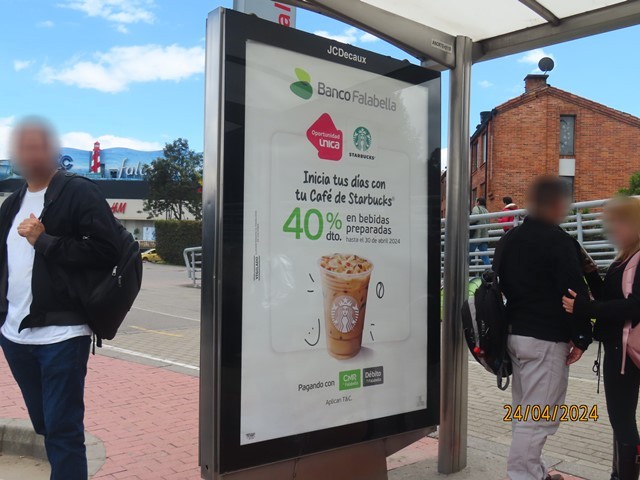 JCDecaux
Banco Falabella
Oportunidad
única
STARBUCKS
Inicia tus días con
tu Café de Starbucks®
40% dto.
en bebidas
preparadas
hasta el 30 de abril 2024
Pagando con
CMR
Débito
Aplican T&C.
H&M
24/04/2024